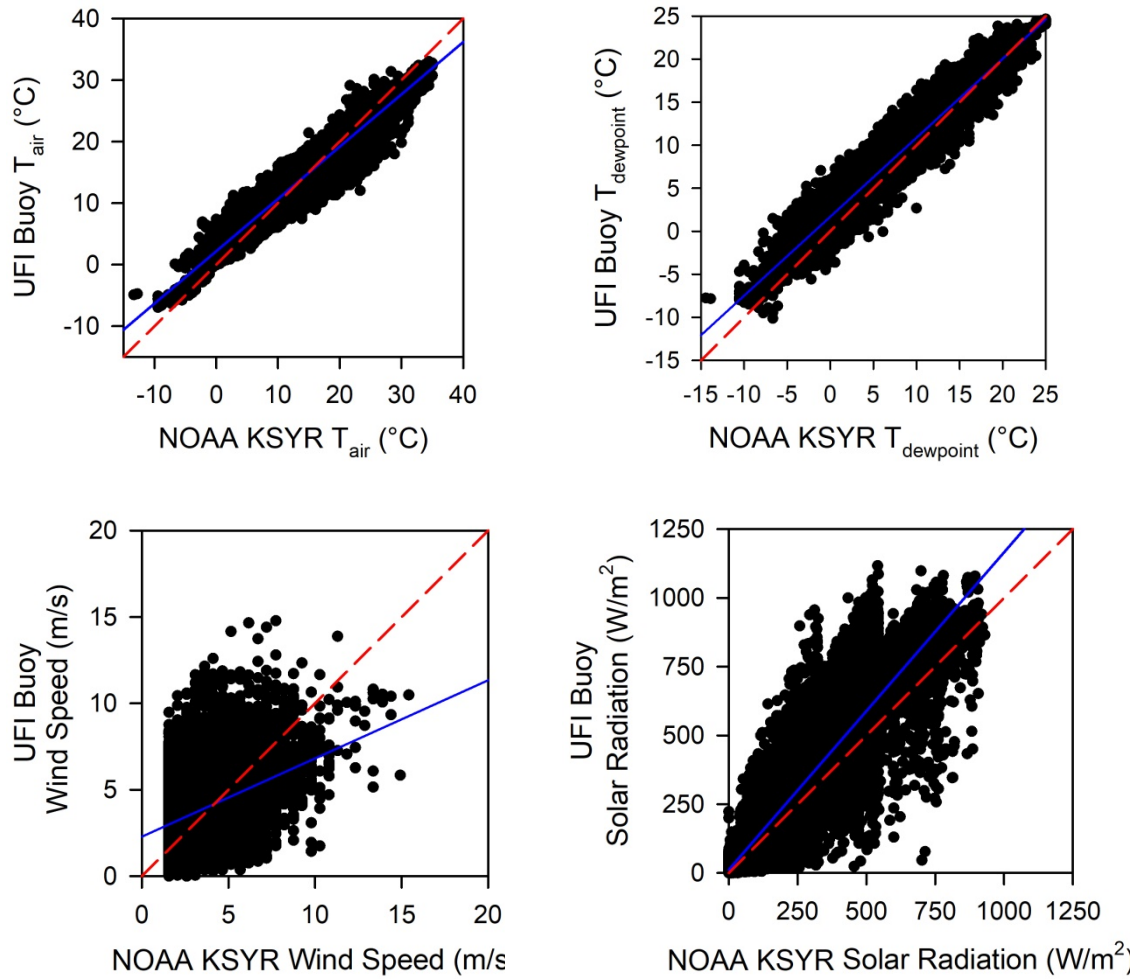 40
30
20
10
0
-10
UFI Buoy T_air (°C)
-10 0 10 20 30 40
NOAA KSYR T_air (°C)
25
20
15
10
5
0
-5
-10
-15
UFI Buoy T_dewpoint (°C)
-15 -10 -5 0 5 10 15 20 25
NOAA KSYR T_dewpoint (°C)
20
15
10
5
0
UFI Buoy
Wind Speed (m/s)
0 5 10 15 20
NOAA KSYR Wind Speed (m/s
1250
1000
750
500
250
0
UFI Buoy
Solar Radiation (W/m²)
0 250 500 750 1000 1250
NOAA KSYR Solar Radiation (W/m²)